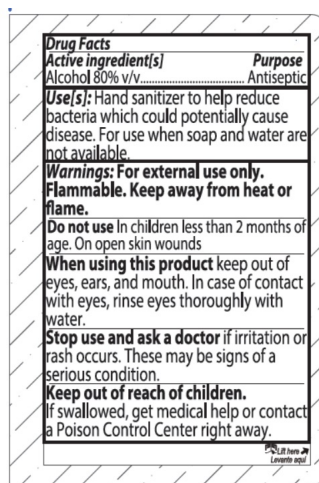 Drug Facts
Active ingredient[s] Purpose
Alcohol 80% v/v.................................. Antiseptic
Use[s]: Hand sanitizer to help reduce
bacteria which could potentially cause
disease. For use when soap and water are
not available.
Warnings: For external use only.
Flammable. Keep away from heat or
flame.
Do not use In children less than 2 months of
age. On open skin wounds
When using this product keep out of
eyes, ears, and mouth. In case of contact
with eyes, rinse eyes thoroughly with
water.
Stop use and ask a doctor if irritation or
rash occurs. These may be signs of a
serious condition.
Keep out of reach of children.
If swallowed, get medical help or contact
a Poison Control Center right away.
Lift here
Levante aquí